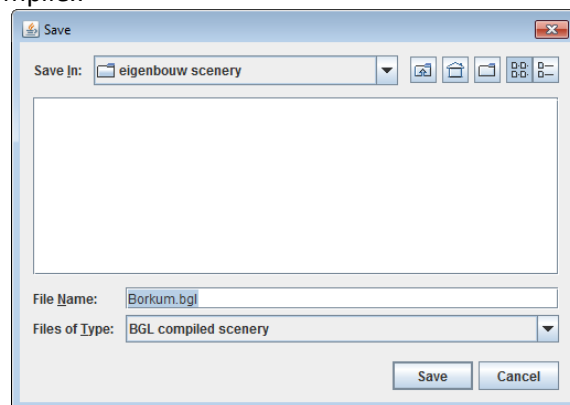 Save
Save In: eigenbouw scenery
File Name: Borkum.bgl
Files of Type: BGL compiled scenery
Save Cancel